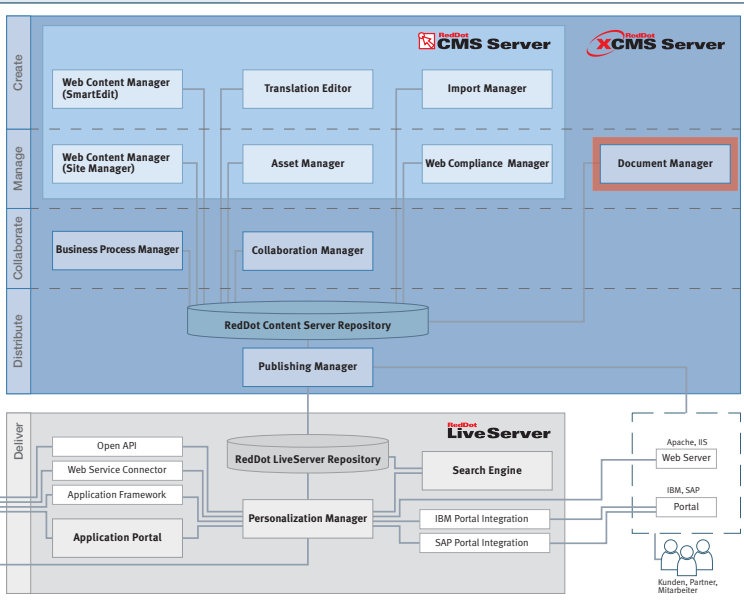 RedDot
CMS Server
RedDot
XCMS Server
Create
Web Content Manager
(SmartEdit)
Translation Editor
Import Manager
Manage
Web Content Manager
(Site Manager)
Asset Manager
Web Compliance Manager
Document Manager
Collaborate
Business Process Manager
Collaboration Manager
Distribute
RedDot Content Server Repository
Publishing Manager
Deliver
RedDot
LiveServer
Open API
RedDot LiveServer Repository
Web Service Connector
Search Engine
Application Framework
Personalization Manager
Application Portal
IBM Portal Integration
SAP Portal Integration
Apache, IIS
Web Server
IBM, SAP
Portal
Kunden, Partner,
Mitarbeiter